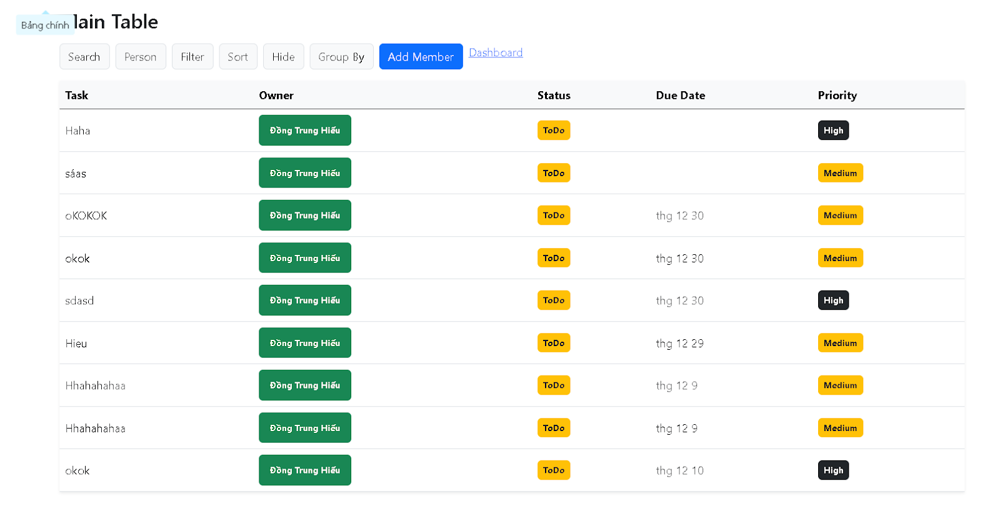 Bảng chính
Main Table
Search Person Filter Sort Hide Group By Add Member Dashboard
Task Owner Status Due Date Priority
Haha Đồng Trung Hiếu ToDo High
sáas Đồng Trung Hiếu ToDo Medium
oKOKOK Đồng Trung Hiếu ToDo thg 12 30 Medium
okok Đồng Trung Hiếu ToDo thg 12 30 Medium
sdasd Đồng Trung Hiếu ToDo thg 12 30 High
Hieu Đồng Trung Hiếu ToDo thg 12 29 Medium
Hhahahahaa Đồng Trung Hiếu ToDo thg 12 9 Medium
Hhahahahaa Đồng Trung Hiếu ToDo thg 12 9 Medium
okok Đồng Trung Hiếu ToDo thg 12 10 High